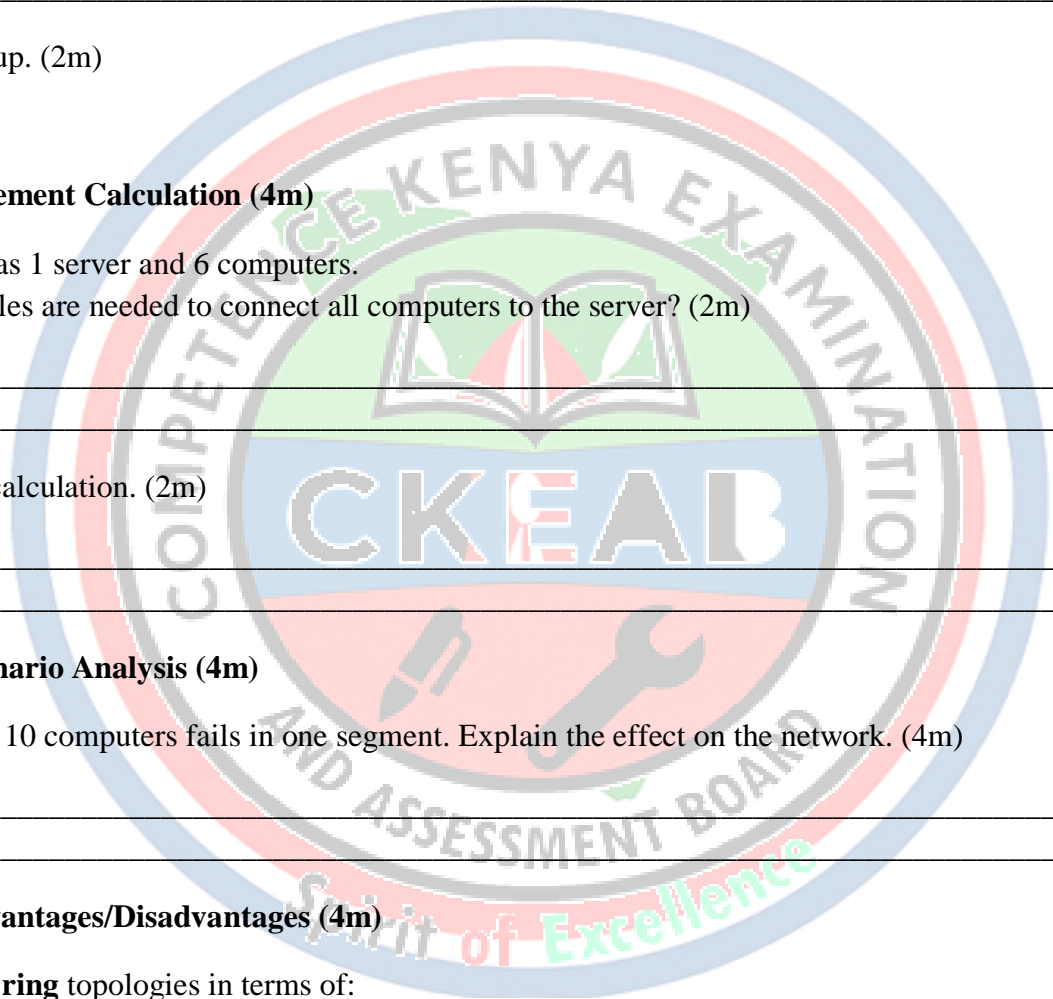 up. (2m)
ement Calculation (4m)
as 1 server and 6 computers.
les are needed to connect all computers to the server? (2m)
calculation. (2m)
nario Analysis (4m)
10 computers fails in one segment. Explain the effect on the network. (4m)
vantages/Disadvantages (4m)
ring topologies in terms of:
COMPETENCE KENYA EXAMINATION
CKEAB
AND ASSESSMENT BOARD
Spirit of Excellence